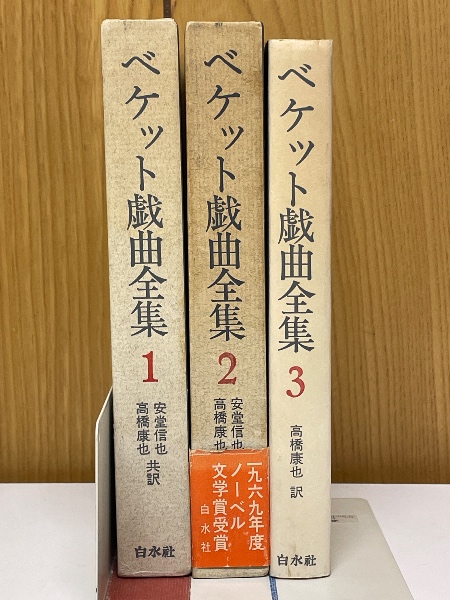 ベケット戯曲全集
1
安堂信也
高橋康也
共訳
白水社
ベケット戯曲全集
2
安堂信也
高橋康也
一九六九年度
ノーベル
文学賞受賞
白水社
ベケット戯曲全集
3
高橋康也 訳
白水社